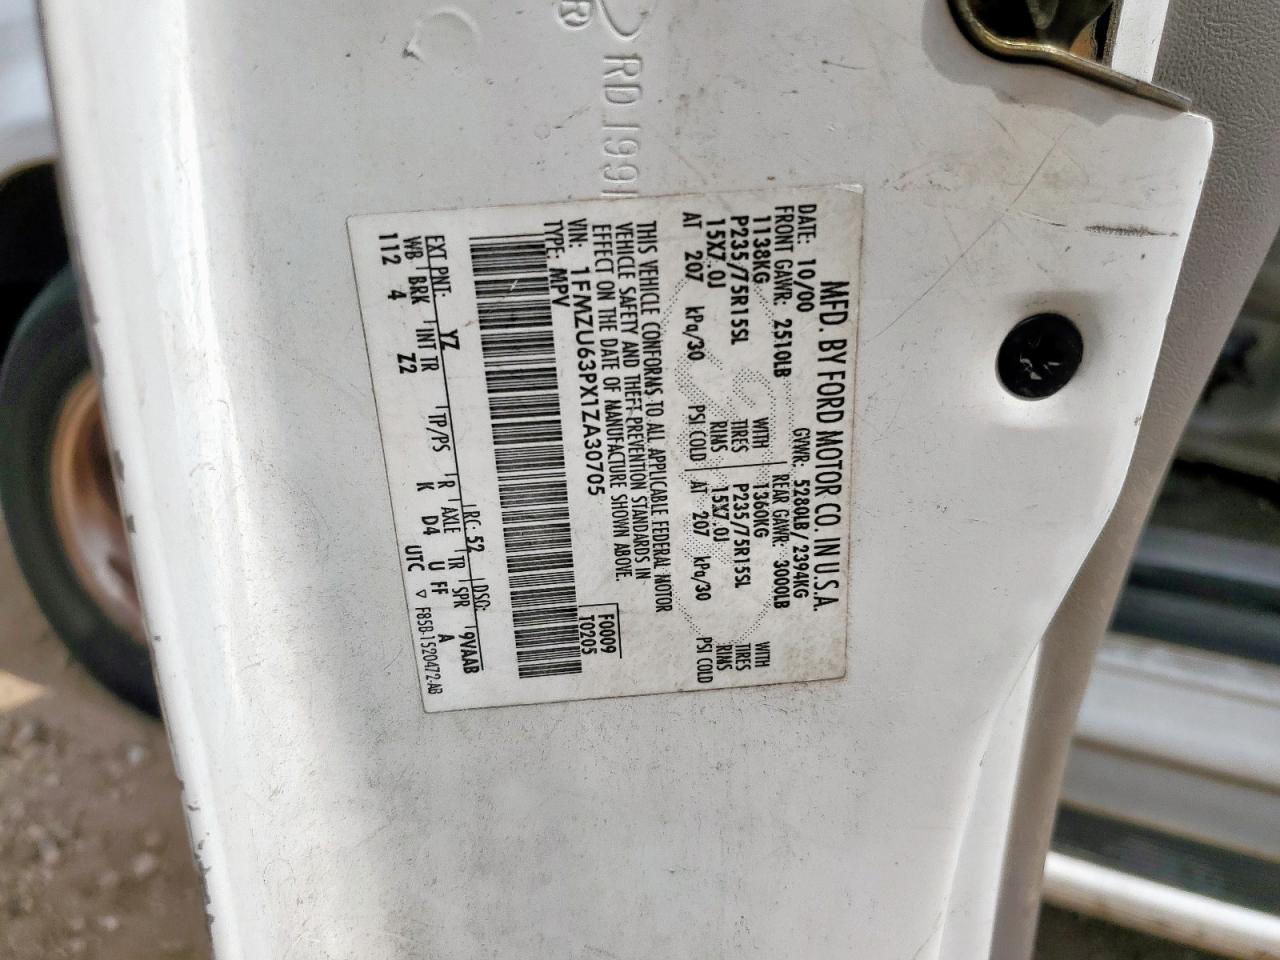 ® RD 1991
MFD. BY FORD MOTOR CO. IN U.S.A.
DATE: 10/00 GVWR: 5280LB/ 2394KG
FRONT GAWR: 2510LB REAR GAWR: 3000LB
1138KG WITH 1360KG WITH
P235/75R15SL TIRES P235/75R15SL TIRES
15X7.0J RIMS 15X7.0J RIMS
AT 207 kPa/30 PSI COLD AT 207 kPa/30 PSI COLD
THIS VEHICLE CONFORMS TO ALL APPLICABLE FEDERAL MOTOR
VEHICLE SAFETY AND THEFT PREVENTION STANDARDS IN
EFFECT ON THE DATE OF MANUFACTURE SHOWN ABOVE.
F0009
T0205
VIN: 1FMZU63PX1ZA30705
TYPE: MPV
EXT PNT: YZ RC: 52 DSO: 9VAAB
WB BRK INT TR TP/PS R AXLE TR SPR
112 4 Z2 K D4 U FF A
UTC ▽ F85B-1520472-AB